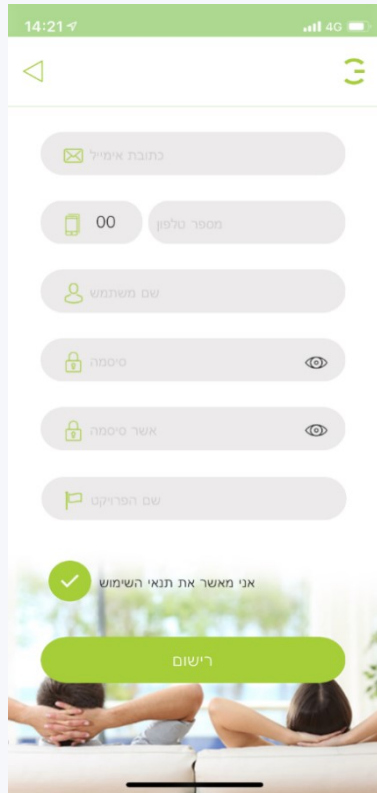 14:21
4G
כתובת אימייל
00 מספר טלפון
שם משתמש
סיסמה
אשר סיסמה
שם הפרויקט
אני מאשר את תנאי השימוש
רישום